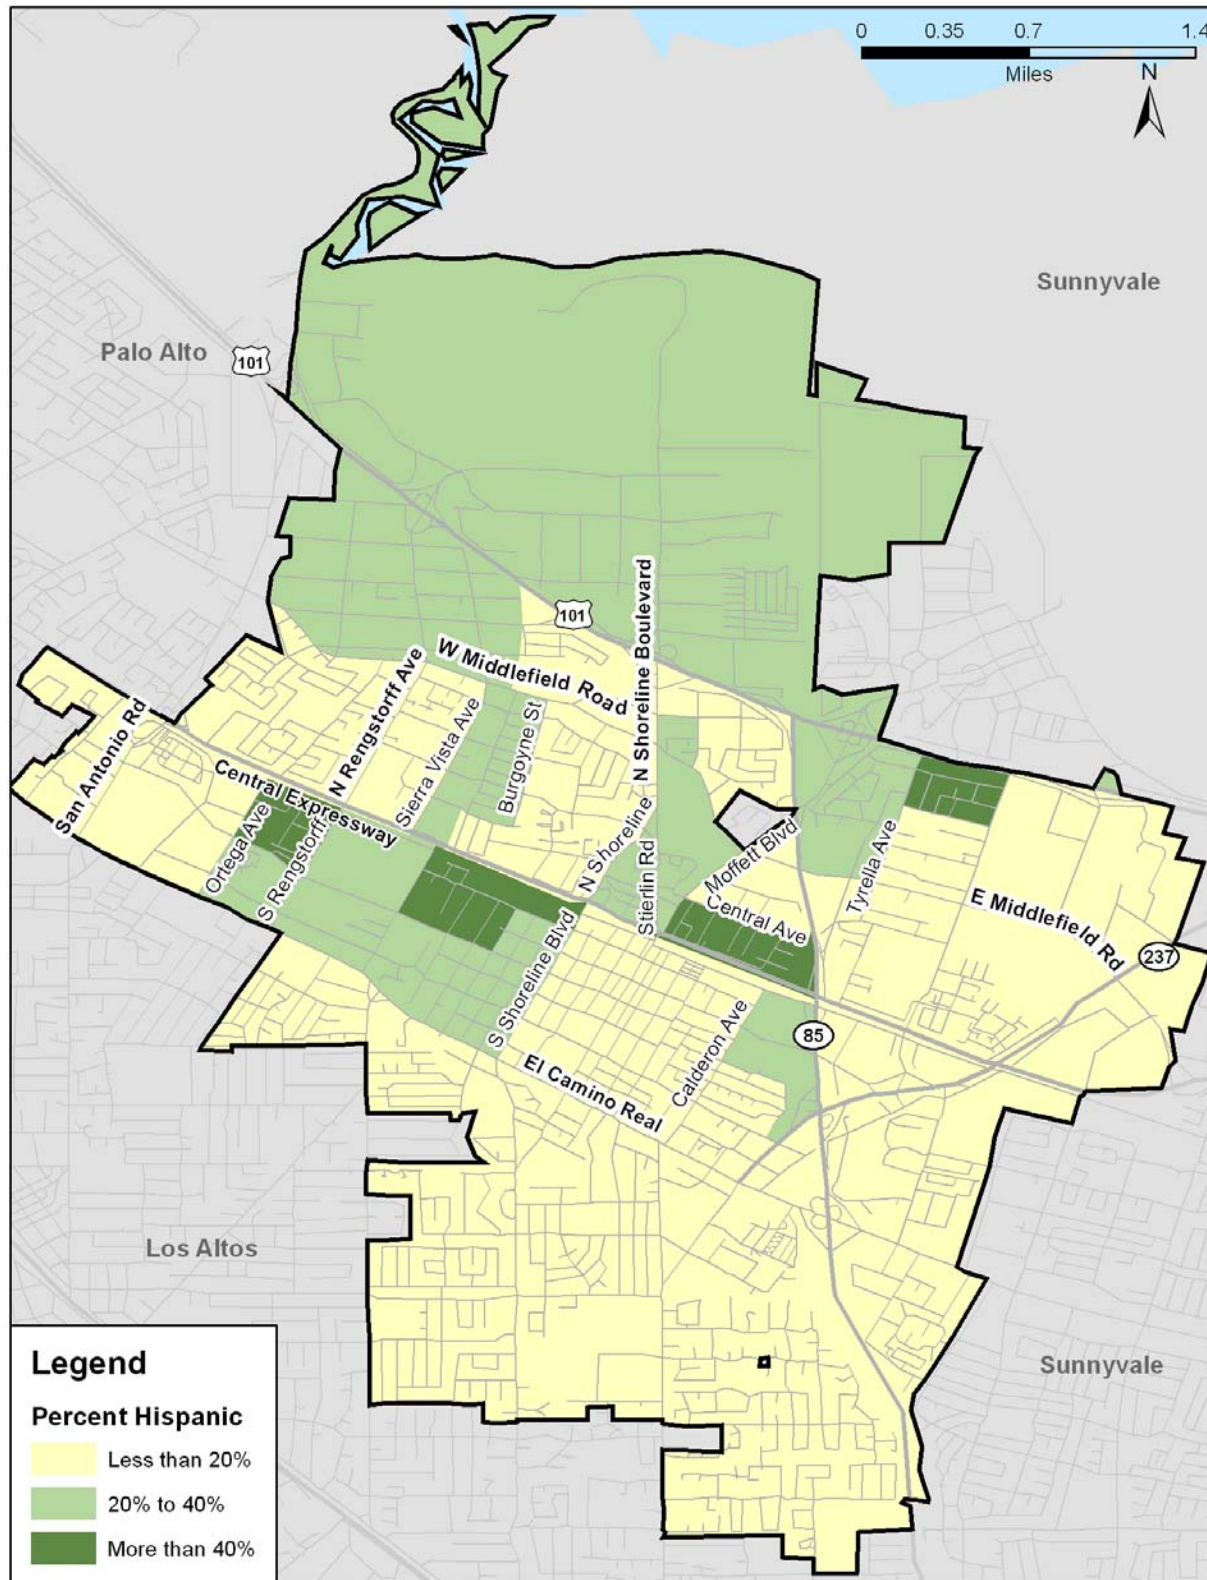 0 0.35 0.7 1.4
Miles
N
Sunnyvale
Palo Alto
101
101
N Shoreline Boulevard
W Middlefield Road
N Rengstorff Ave
Sierra Vista Ave
Burgoyne St
San Antonio Rd
Central Expressway
Ortega Ave
S Rengstorff
N Shoreline
Stierlin Rd
Moffett Blvd
Central Ave
Tyrella Ave
E Middlefield Rd
237
S Shoreline Blvd
Calderon Ave
85
El Camino Real
Los Altos
Sunnyvale
Legend
Percent Hispanic
Less than 20%
20% to 40%
More than 40%